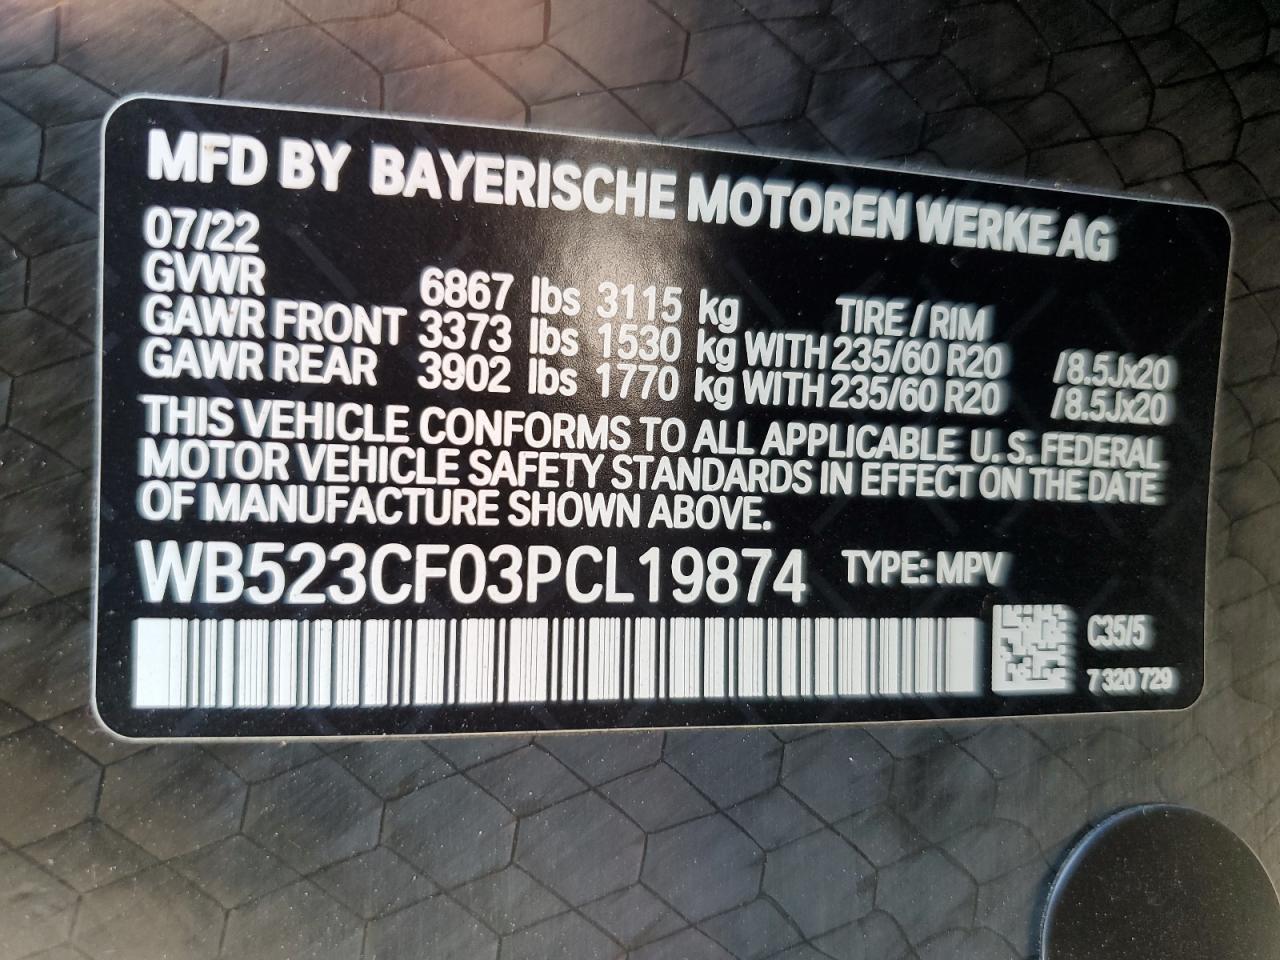 MFD BY BAYERISCHE MOTOREN WERKE AG
07/22
GVWR 6867 lbs 3115 kg TIRE / RIM
GAWR FRONT 3373 lbs 1530 kg WITH 235/60 R20 /8.5Jx20
GAWR REAR 3902 lbs 1770 kg WITH 235/60 R20 /8.5Jx20
THIS VEHICLE CONFORMS TO ALL APPLICABLE U.S. FEDERAL
MOTOR VEHICLE SAFETY STANDARDS IN EFFECT ON THE DATE
OF MANUFACTURE SHOWN ABOVE.
WB523CF03PCL19874 TYPE: MPV
C35/5
7 320 729